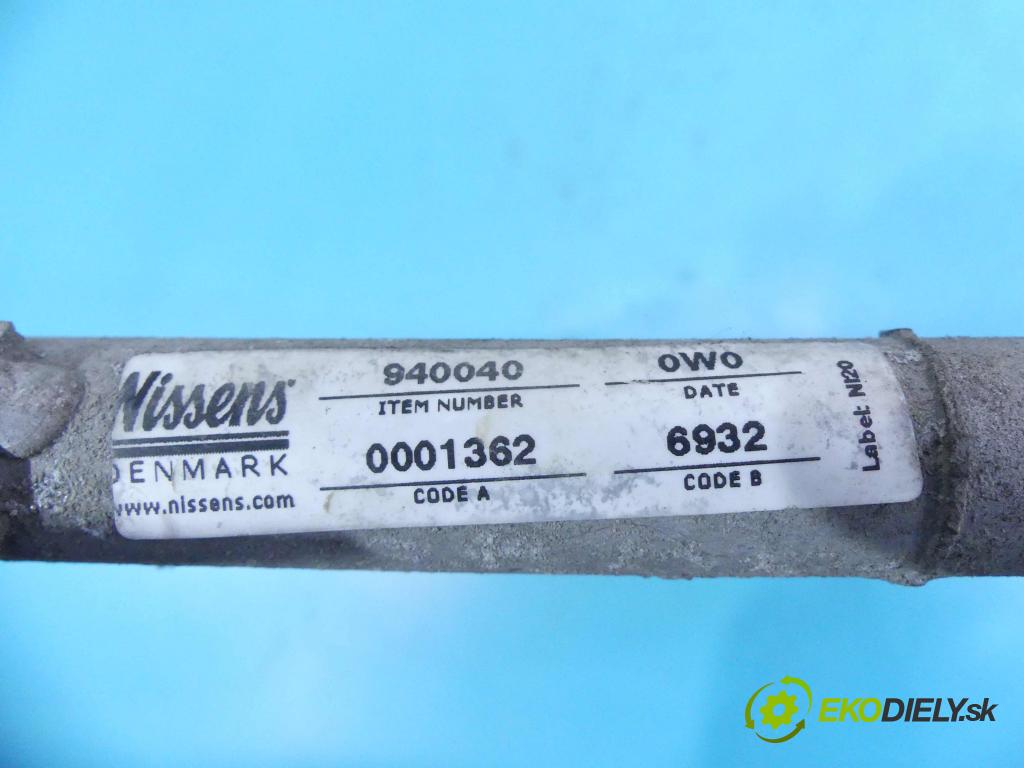 Nissens
DENMARK
www.nissens.com
940040
ITEM NUMBER
0W0
DATE
0001362
CODE A
6932
CODE B
Label: NI20
EKODIELY.sk